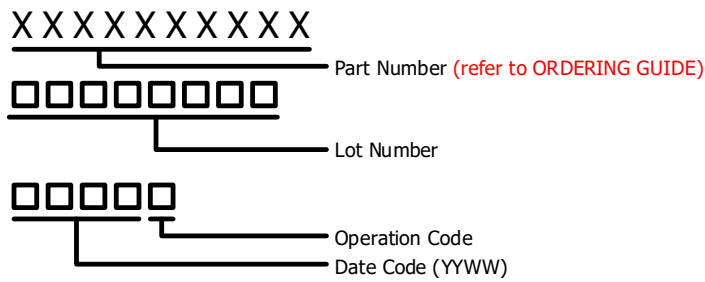 XXXXXXXXXX
Part Number (refer to ORDERING GUIDE)
□□□□□□□□
Lot Number
□□□□□
Operation Code
Date Code (YYWW)